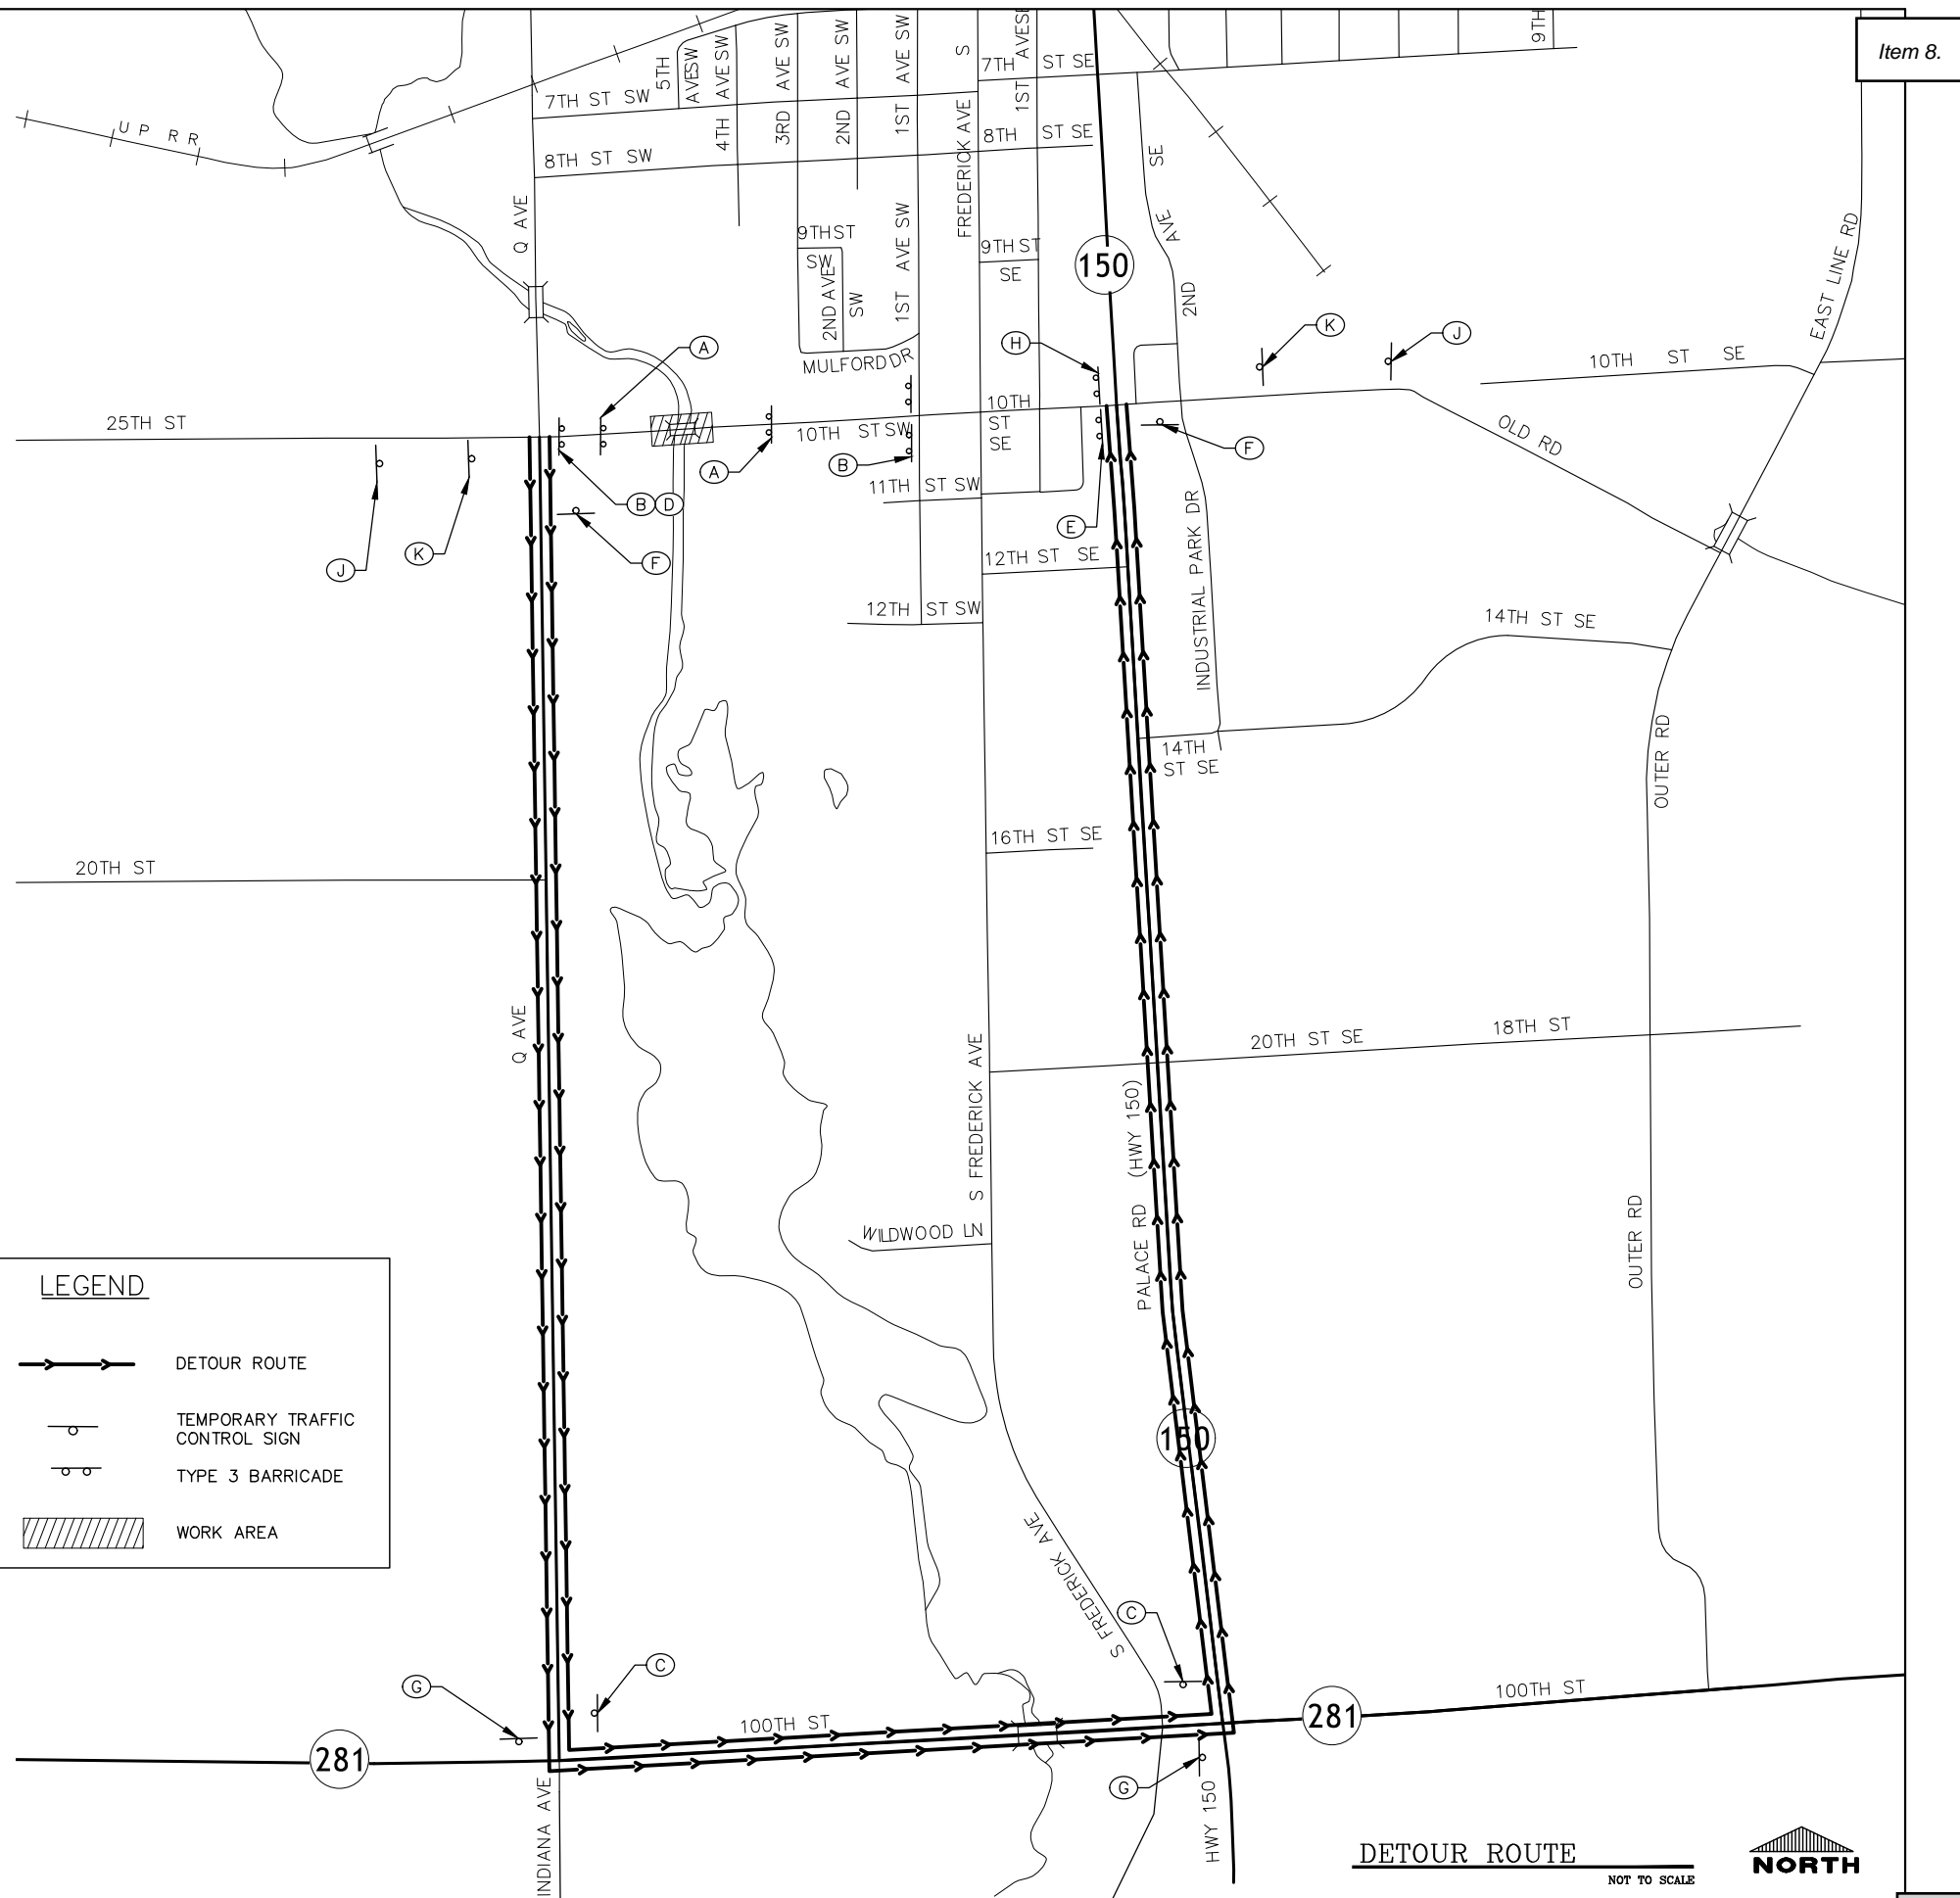 Item 8.
UP RR
7TH ST SW
8TH ST SW
5TH
AVESW
4TH AVE SW
3RD AVE SW
2ND AVE SW
1ST AVE SW
FREDERICK AVE S
1ST AVESE
7TH ST SE
8TH ST SE
9TH
Q AVE
9THST
SW
2ND AVE
SW
1ST AVE SW
9TH ST
SE
150
AVE SE
2ND
EAST LINE RD
MULFORD DR
A
H
K
J
10TH ST SE
25TH ST
10TH ST SW
10TH
ST
SE
OLD RD
A
B
F
11TH ST SW
B D
E
J
K
F
12TH ST SE
12TH ST SW
INDUSTRIAL PARK DR
14TH ST SE
14TH
ST SE
OUTER RD
16TH ST SE
20TH ST
Q AVE
S FREDERICK AVE
20TH ST SE
18TH ST
PALACE RD (HWY 150)
WILDWOOD LN
OUTER RD
LEGEND
DETOUR ROUTE
TEMPORARY TRAFFIC
CONTROL SIGN
TYPE 3 BARRICADE
WORK AREA
150
S FREDERICK AVE
C
C
G
100TH ST
100TH ST
281
281
G
INDIANA AVE
HWY 150
DETOUR ROUTE
NOT TO SCALE
NORTH